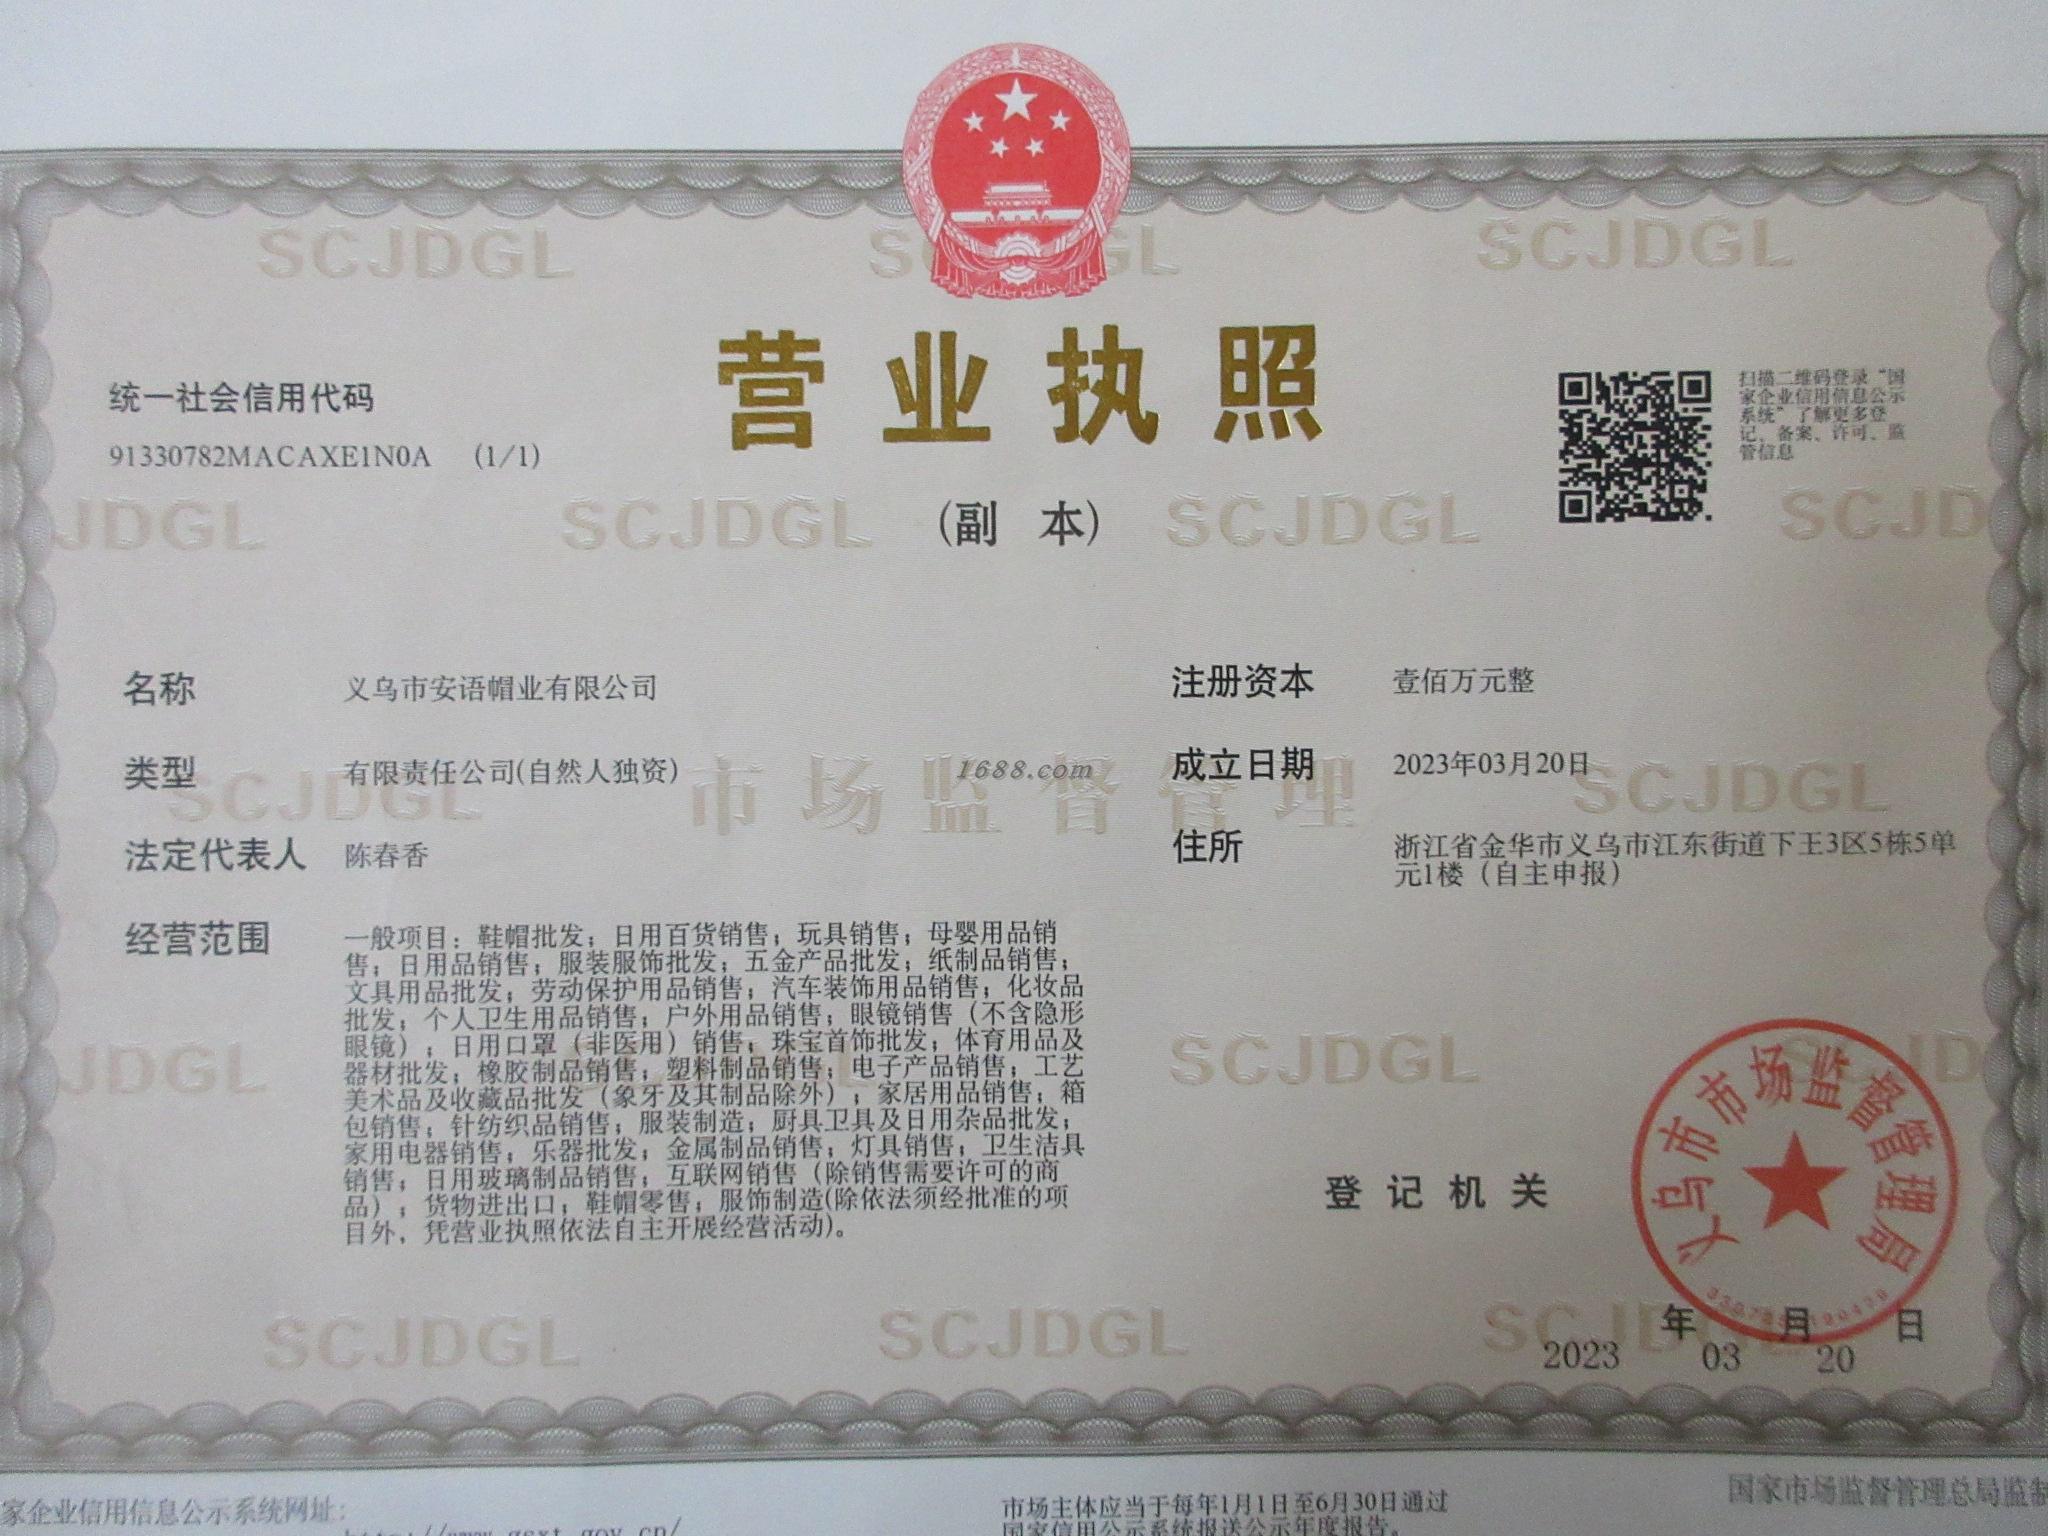 营业执照
(副 本)
统一社会信用代码
91330782MACAXE1N0A (1/1)
扫描二维码登录“国
家企业信用信息公示
系统”了解更多登
记、备案、许可、监
管信息
名称 义乌市安语帽业有限公司
类型 有限责任公司(自然人独资)
法定代表人 陈春香
经营范围 一般项目：鞋帽批发；日用百货销售；玩具销售；母婴用品销
售；日用品销售；服装服饰批发；五金产品批发；纸制品销售；
文具用品批发；劳动保护用品销售；汽车装饰用品销售；化妆品
批发；个人卫生用品销售；户外用品销售；眼镜销售（不含隐形
眼镜）；日用口罩（非医用）销售；珠宝首饰批发；体育用品及
器材批发；橡胶制品销售；塑料制品销售；电子产品销售；工艺
美术品及收藏品批发（象牙及其制品除外）；家居用品销售；箱
包销售；针纺织品销售；服装制造；厨具卫具及日用杂品批发；
家用电器销售；乐器批发；金属制品销售；灯具销售；卫生洁具
销售；日用玻璃制品销售；互联网销售（除销售需要许可的商
品）；货物进出口；鞋帽零售；服饰制造(除依法须经批准的项
目外，凭营业执照依法自主开展经营活动)。
注册资本 壹佰万元整
成立日期 2023年03月20日
住所 浙江省金华市义乌市江东街道下王3区5栋5单
元1楼（自主申报）
1688.com
市场监督管理
SCJDGL
登记机关
义乌市市场监督管理局
年 月 日
2023 03 20
家企业信用信息公示系统网址：
http://www.gsxt.gov.cn/
市场主体应当于每年1月1日至6月30日通过
国家信用公示系统报送公示年度报告。
国家市场监督管理总局监制